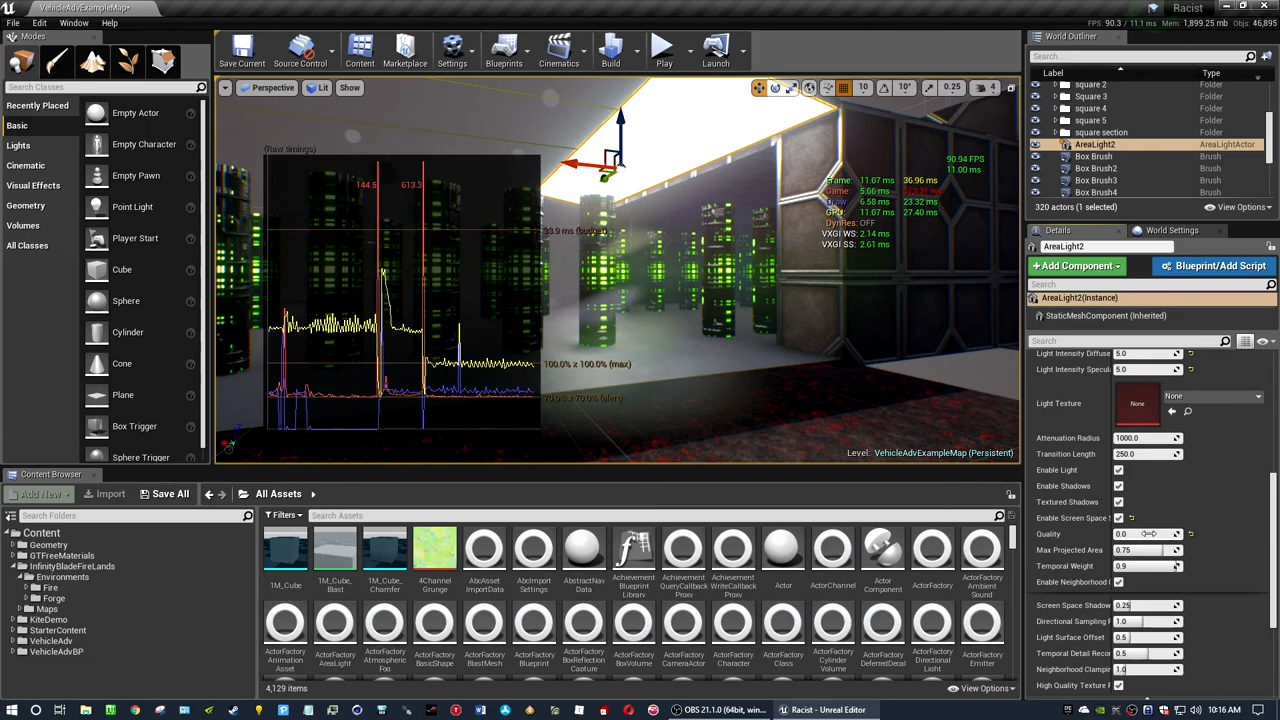 VehicleAdvExampleMap*
Racist
File Edit Window Help
FPS: 90.3 / 11.1 ms Mem: 1,899.25 mb Objs: 46,895
Modes
Search Classes
Recently Placed
Basic
Lights
Cinematic
Visual Effects
Geometry
Volumes
All Classes
Empty Actor
Empty Character
Empty Pawn
Point Light
Player Start
Cube
Sphere
Cylinder
Cone
Plane
Box Trigger
Sphere Trigger
Save Current
Source Control
Content
Marketplace
Settings
Blueprints
Cinematics
Build
Play
Launch
Perspective
Lit
Show
10
10°
0.25
4
(Raw timings)
144.5
613.3
33.9 ms (budget)
100.0% x 100.0% (max)
70.0% x 70.0% (alert)
90.94 FPS
11.00 ms
Frame: 11.07 ms 36.96 ms
Game: 5.66 ms
Draw: 6.58 ms 23.32 ms
GPU: 11.07 ms 27.40 ms
DynRes: OFF
VXGI WS: 2.14 ms
VXGI SS: 2.61 ms
Level: VehicleAdvExampleMap (Persistent)
World Outliner
Search...
Label Type
square 2 Folder
Square 3 Folder
square 4 Folder
square 5 Folder
square section Folder
AreaLight2 AreaLightActor
Box Brush Brush
Box Brush2 Brush
Box Brush3 Brush
Box Brush4 Brush
320 actors (1 selected)
View Options
Details
World Settings
AreaLight2
+ Add Component
Blueprint/Add Script
Search
AreaLight2(Instance)
StaticMeshComponent (Inherited)
Search
Light Intensity Diffuse 5.0
Light Intensity Specul 5.0
Light Texture None None
Attenuation Radius 1000.0
Transition Length 250.0
Enable Light
Enable Shadows
Textured Shadows
Enable Screen Space S
Quality 0.0
Max Projected Area 0.75
Temporal Weight 0.9
Enable Neighborhood C
Screen Space Shadow 0.25
Directional Sampling F 1.0
Light Surface Offset 0.5
Temporal Detail Reco 0.5
Neighborhood Clampin 1.0
High Quality Texture F
Content Browser
Add New
Import
Save All
All Assets
Search Folders
Content
Geometry
GTFreeMaterials
InfinityBladeFireLands
Environments
Fire
Forge
Maps
KiteDemo
StarterContent
VehicleAdv
VehicleAdvBP
Filters
Search Assets
1M_Cube
1M_Cube_Blast
1M_Cube_Chamfer
4Channel Grunge
AbcAsset ImportData
AbcImport Settings
AbstractNav Data
Achievement Blueprint Library
Achievement QueryCallback Proxy
Achievement WriteCallback Proxy
Actor
ActorChannel
Actor Component
ActorFactory
ActorFactory Ambient Sound
ActorFactory Animation Asset
ActorFactory AreaLight
ActorFactory Atmospheric Fog
ActorFactory BasicShape
ActorFactory BlastMesh
ActorFactory Blueprint
ActorFactory BoxReflection Capture
ActorFactory BoxVolume
ActorFactory CameraActor
ActorFactory Character
ActorFactory Class
ActorFactory Cylinder Volume
ActorFactory DeferredDecal
ActorFactory Directional Light
ActorFactory Emitter
4,129 items
View Options
OBS 21.1.0 (64bit, win...
Racist - Unreal Editor
10:16 AM